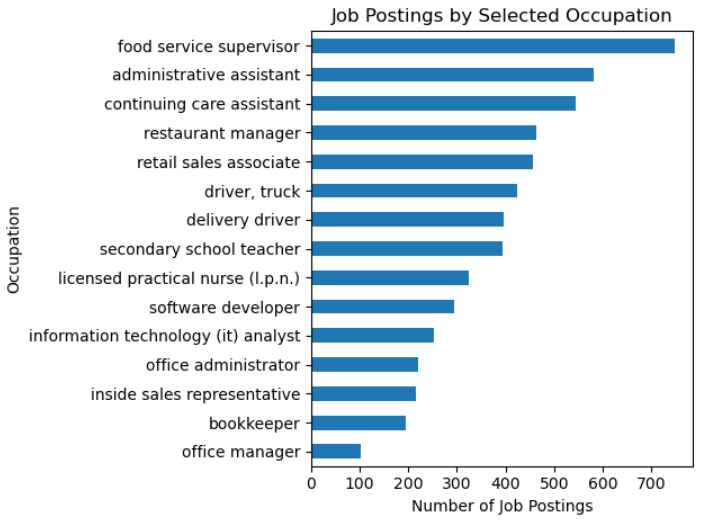 Job Postings by Selected Occupation
food service supervisor
administrative assistant
continuing care assistant
restaurant manager
retail sales associate
driver, truck
delivery driver
secondary school teacher
licensed practical nurse (l.p.n.)
software developer
information technology (it) analyst
office administrator
inside sales representative
bookkeeper
office manager
Occupation
0 100 200 300 400 500 600 700
Number of Job Postings